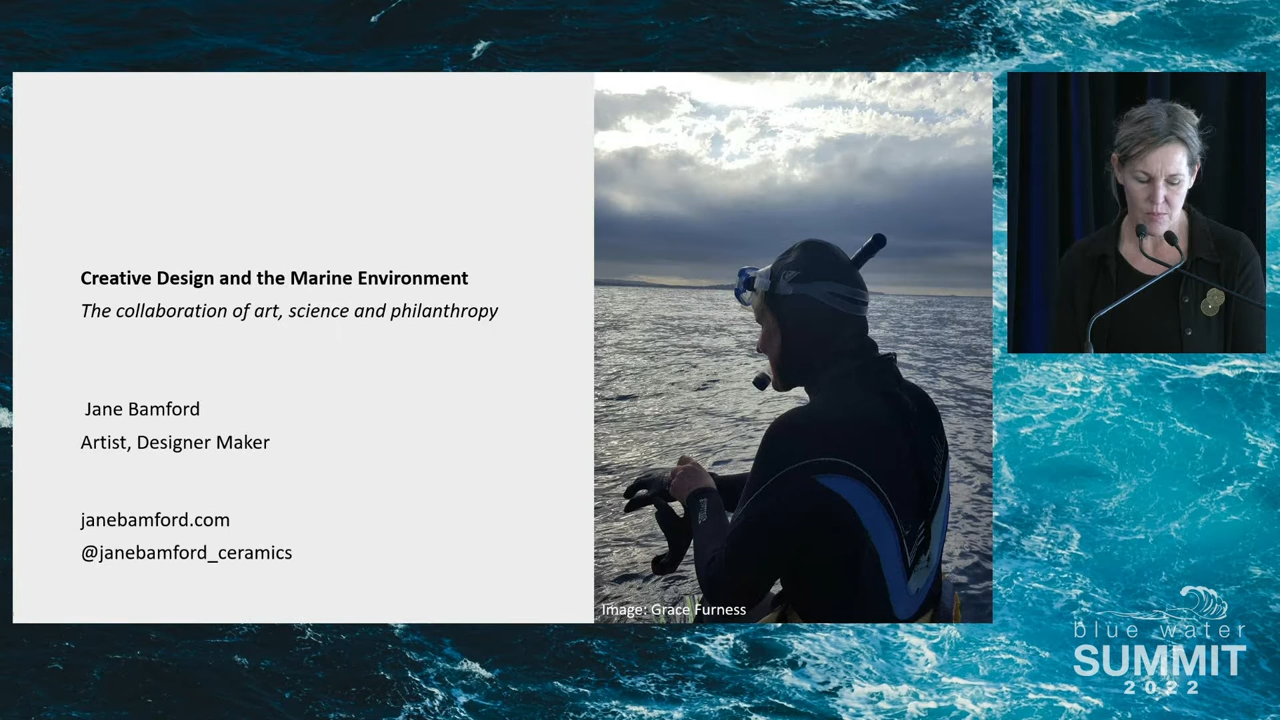 Creative Design and the Marine Environment
The collaboration of art, science and philanthropy
Jane Bamford
Artist, Designer Maker
janebamford.com
@janebamford_ceramics
Image: Grace Furness
blue water
SUMMIT
2022